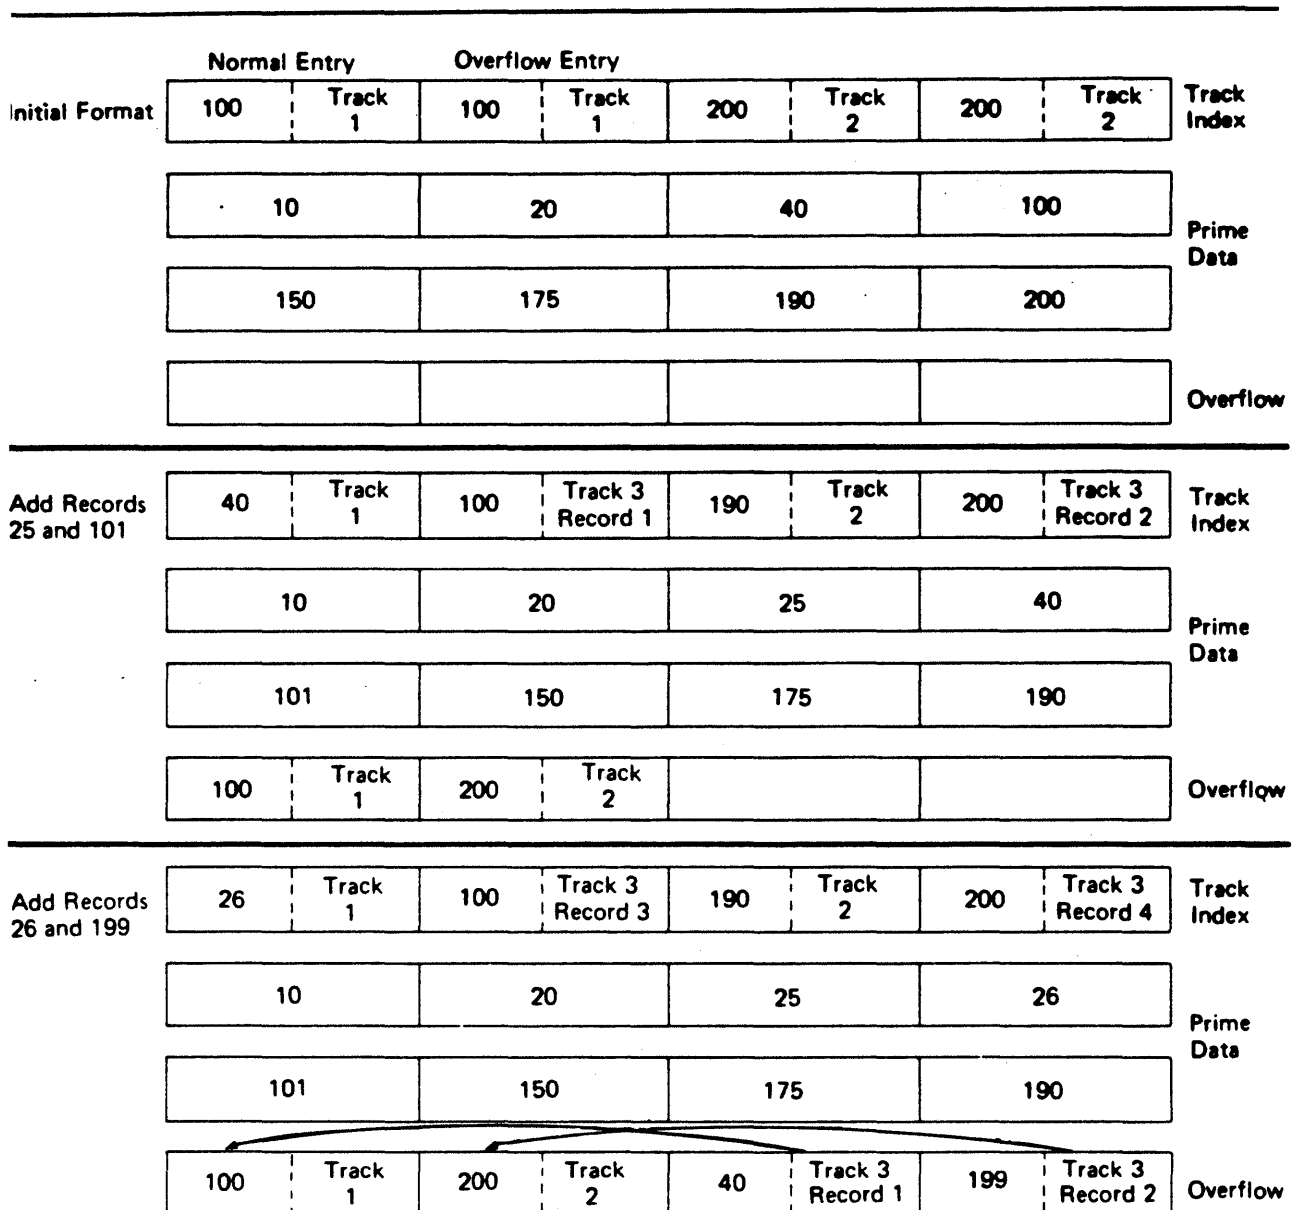 Normal Entry Overflow Entry
Initial Format 100 Track 1 100 Track 1 200 Track 2 200 Track 2 Track Index
10 20 40 100
Prime Data
150 175 190 200
Overflow
Add Records 25 and 101 40 Track 1 100 Track 3 Record 1 190 Track 2 200 Track 3 Record 2 Track Index
10 20 25 40
Prime Data
101 150 175 190
100 Track 1 200 Track 2 Overflow
Add Records 26 and 199 26 Track 1 100 Track 3 Record 3 190 Track 2 200 Track 3 Record 4 Track Index
10 20 25 26
Prime Data
101 150 175 190
100 Track 1 200 Track 2 40 Track 3 Record 1 199 Track 3 Record 2 Overflow